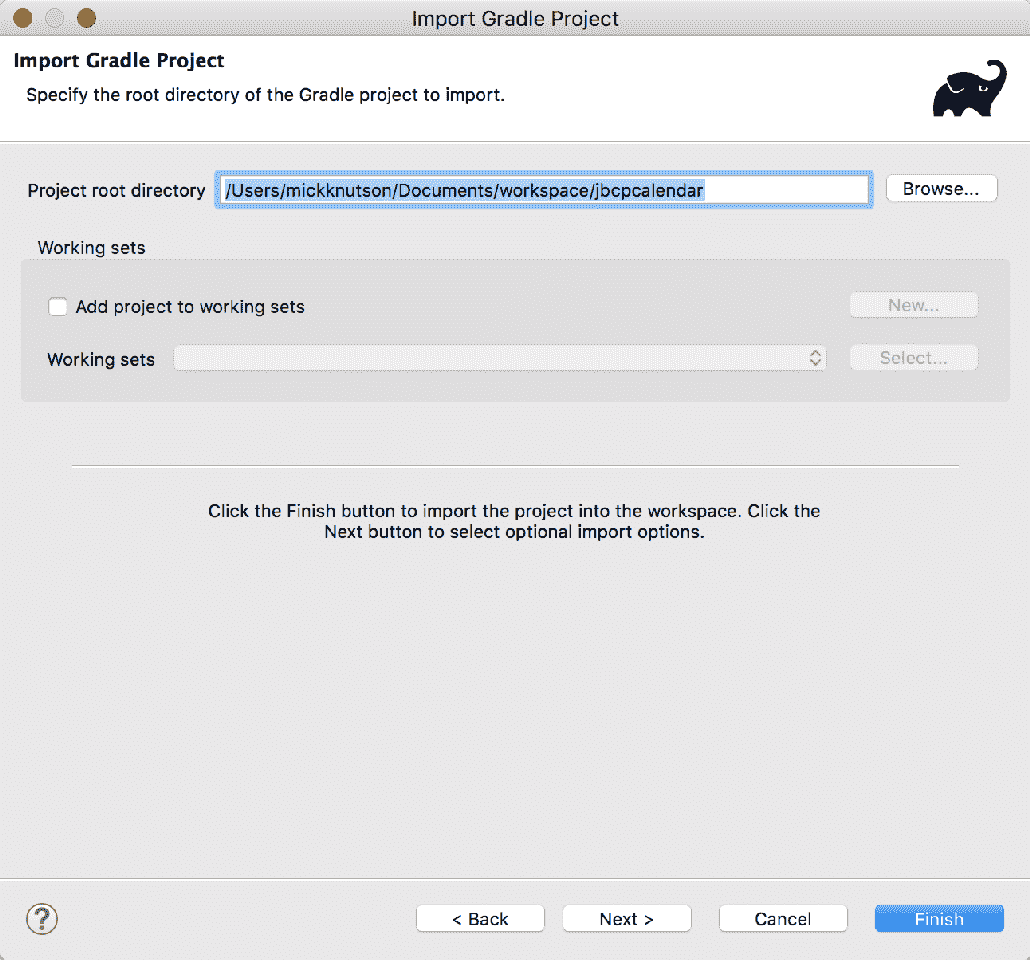 Import Gradle Project
Import Gradle Project
Specify the root directory of the Gradle project to import.
Project root directory /Users/mickknutson/Documents/workspace/jbcpcalendar Browse...
Working sets
Add project to working sets New...
Working sets Select...
Click the Finish button to import the project into the workspace. Click the
Next button to select optional import options.
? < Back Next > Cancel Finish